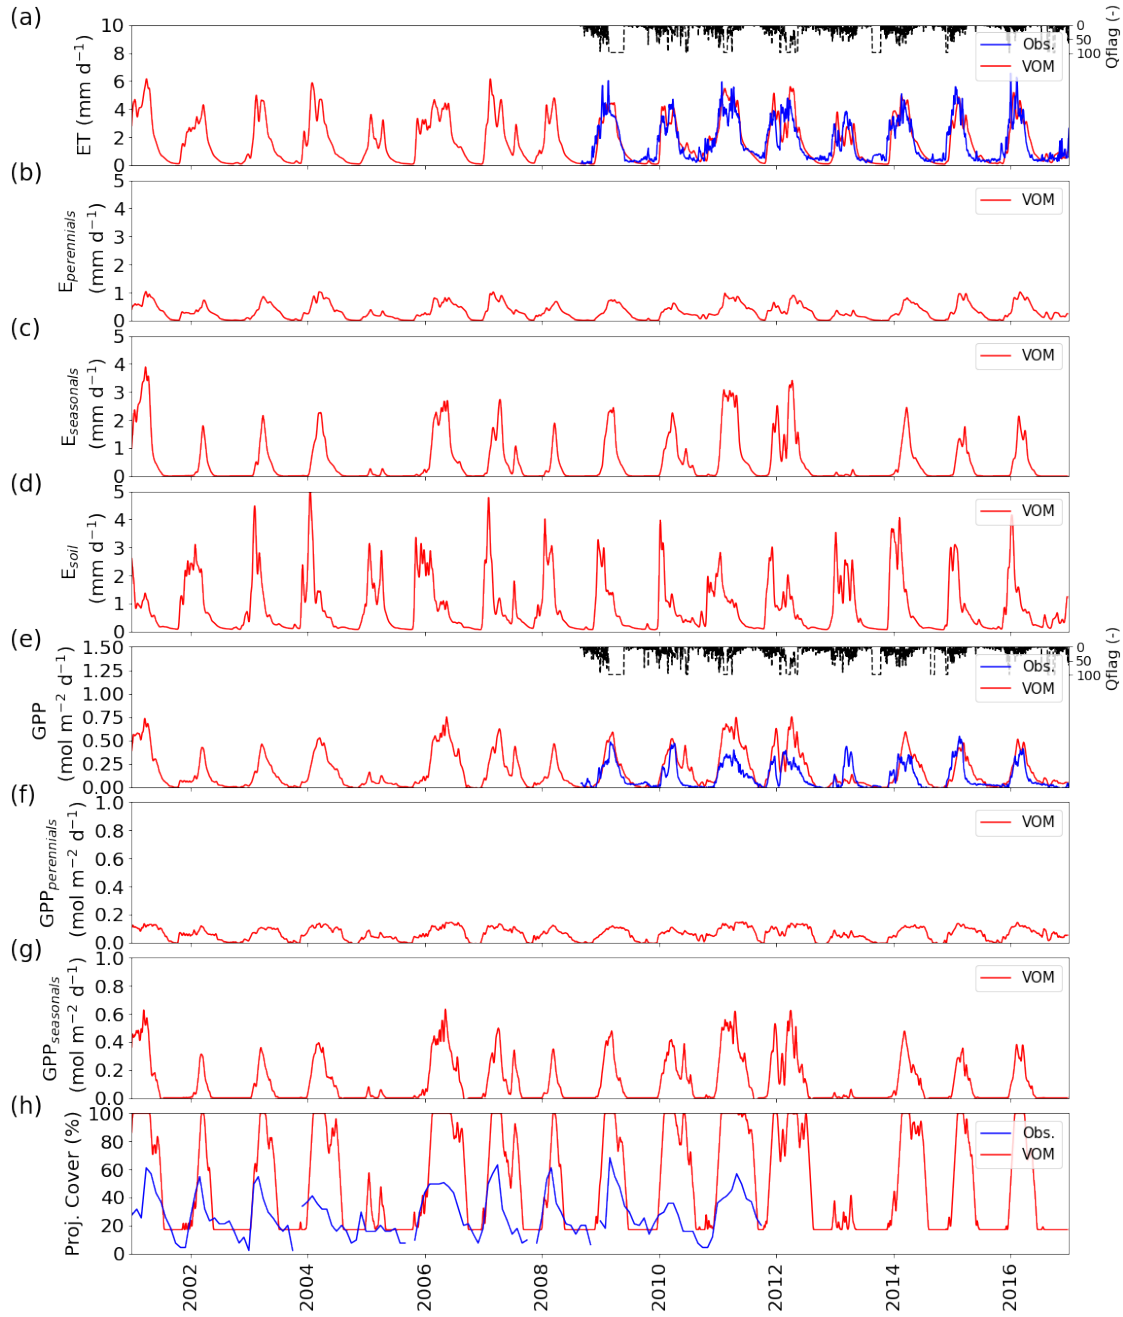 (a)
10
8
6
4
2
0
ET (mm d−1)
0
50
100
Qflag (-)
Obs.
VOM
(b)
5
4
3
2
1
0
Eperennials
(mm d−1)
VOM
(c)
5
4
3
2
1
0
Eseasonals
(mm d−1)
VOM
(d)
5
4
3
2
1
0
Esoil
(mm d−1)
VOM
(e)
1.50
1.25
1.00
0.75
0.50
0.25
0.00
GPP
(mol m−2 d−1)
0
50
100
Qflag (-)
Obs.
VOM
(f)
1.0
0.8
0.6
0.4
0.2
0.0
GPPperennials
(mol m−2 d−1)
VOM
(g)
1.0
0.8
0.6
0.4
0.2
0.0
GPPseasonals
(mol m−2 d−1)
VOM
(h)
100
80
60
40
20
0
Proj. Cover (%)
Obs.
VOM
2002
2004
2006
2008
2010
2012
2014
2016